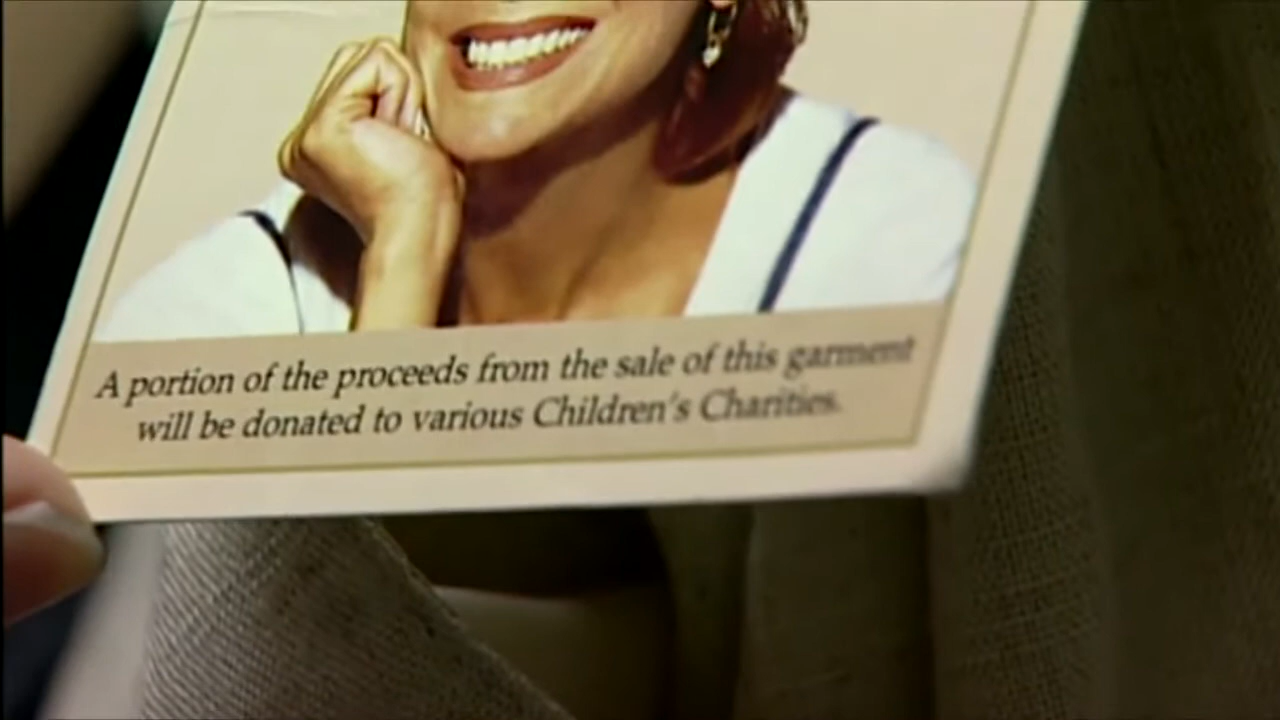 A portion of the proceeds from the sale of this garment
will be donated to various Children's Charities.